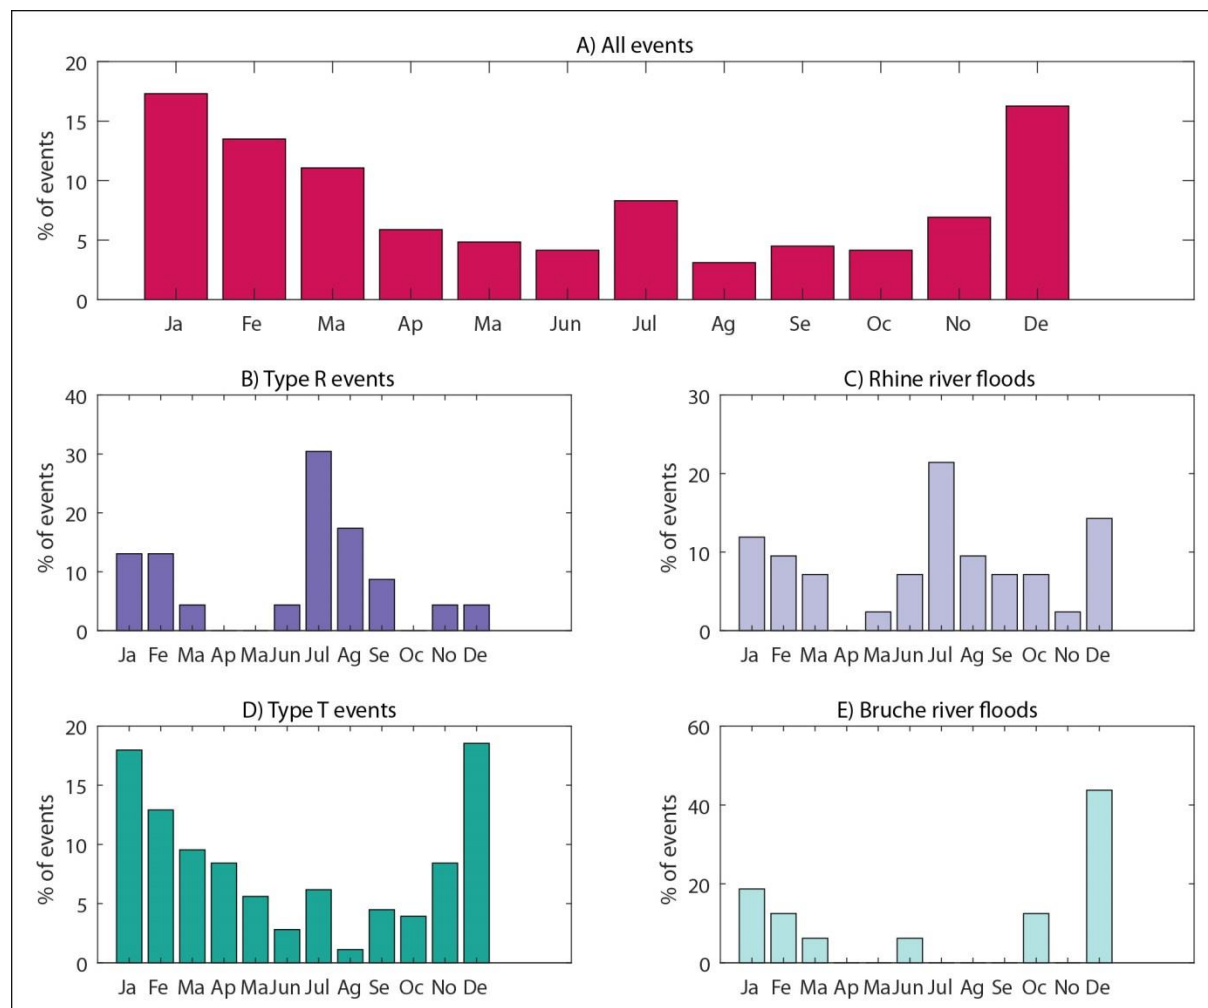 A) All events
20
15
10
5
0
% of events
Ja Fe Ma Ap Ma Jun Jul Ag Se Oc No De
B) Type R events
40
30
20
10
0
% of events
Ja Fe Ma Ap Ma Jun Jul Ag Se Oc No De
C) Rhine river floods
30
20
10
0
% of events
Ja Fe Ma Ap Ma Jun Jul Ag Se Oc No De
D) Type T events
20
15
10
5
0
% of events
Ja Fe Ma Ap Ma Jun Jul Ag Se Oc No De
E) Bruche river floods
60
40
20
0
% of events
Ja Fe Ma Ap Ma Jun Jul Ag Se Oc No De